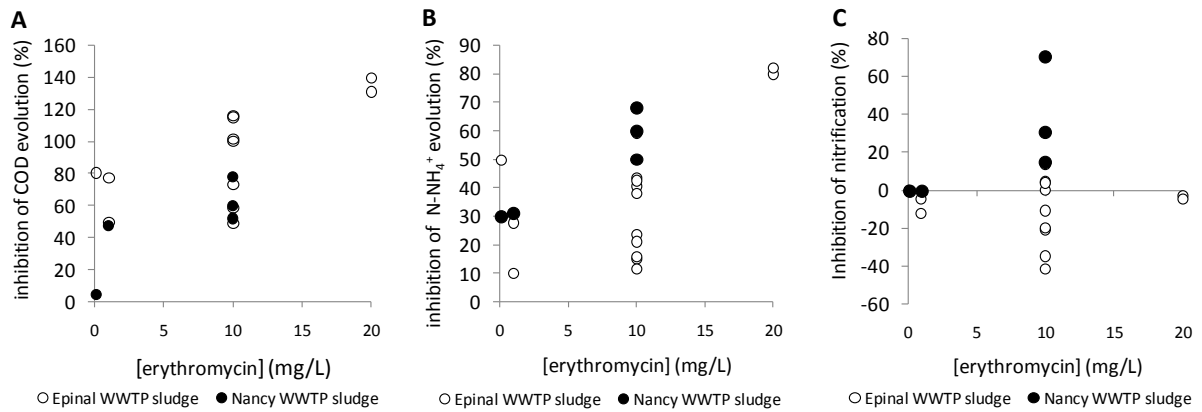 A
inhibition of COD evolution (%)
160
140
120
100
80
60
40
20
0
0 5 10 15 20
[erythromycin] (mg/L)
Epinal WWTP sludge Nancy WWTP sludge
B
inhibition of N-NH₄⁺ evolution (%)
90
80
70
60
50
40
30
20
10
0
0 5 10 15 20
[erythromycin] (mg/L)
Epinal WWTP sludge Nancy WWTP sludge
C
Inhibition of nitrification (%)
80
60
40
20
0
-20
-40
-60
0 5 10 15 20
[erythromycin] (mg/L)
Epinal WWTP sludge Nancy WWTP sludge